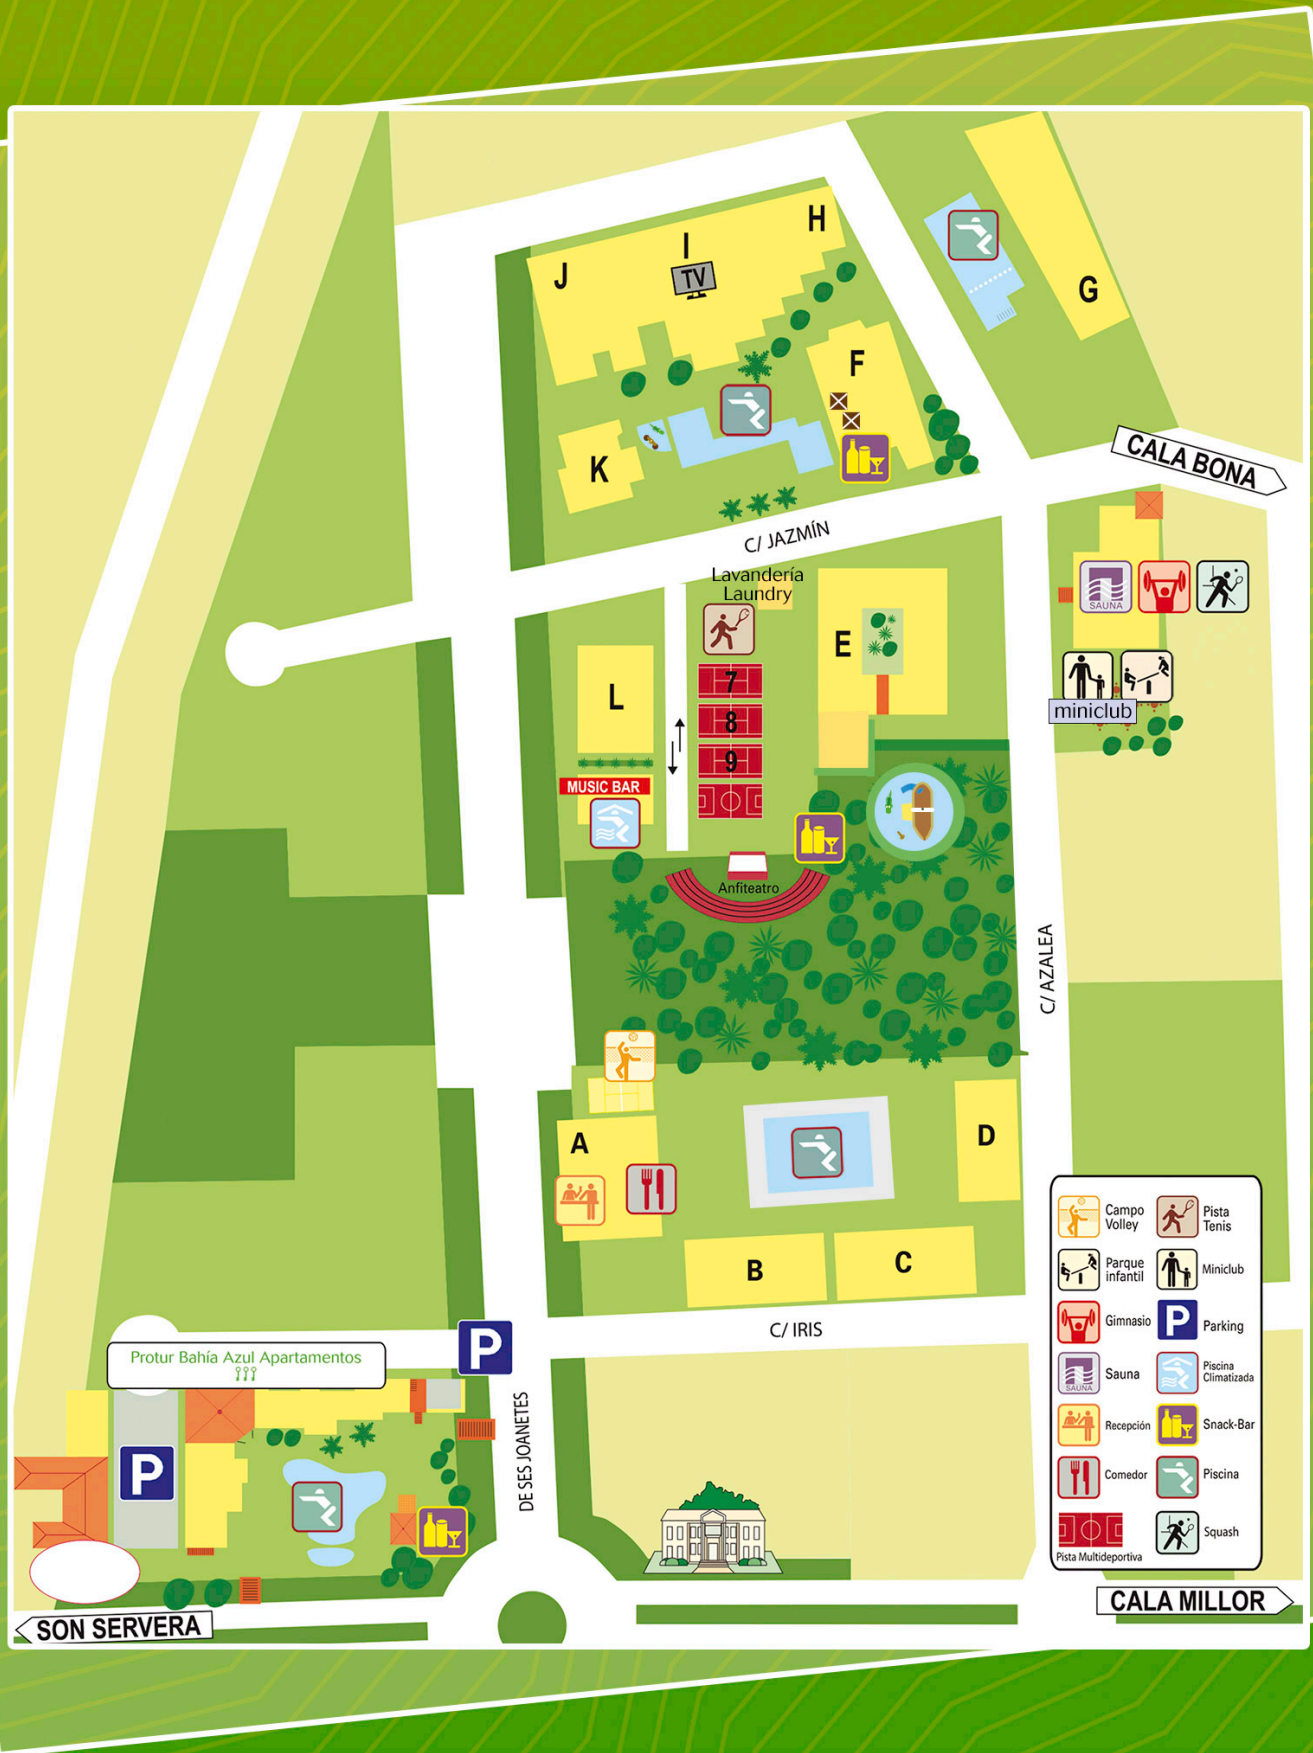 H
I
J
TV
G
F
K
CALA BONA
C/ JAZMÍN
Lavandería
Laundry
SAUNA
E
7
L
8
miniclub
9
MUSIC BAR
Anfiteatro
C/ AZALEA
A
D
B
C
C/ IRIS
P
Protur Bahía Azul Apartamentos
DE SES JOANETES
P
Campo
Volley
Pista
Tenis
Parque
infantil
Miniclub
Gimnasio
P
Parking
SAUNA
Sauna
Piscina
Climatizada
Recepción
Snack-Bar
Comedor
Piscina
Pista Multideportiva
Squash
CALA MILLOR
SON SERVERA